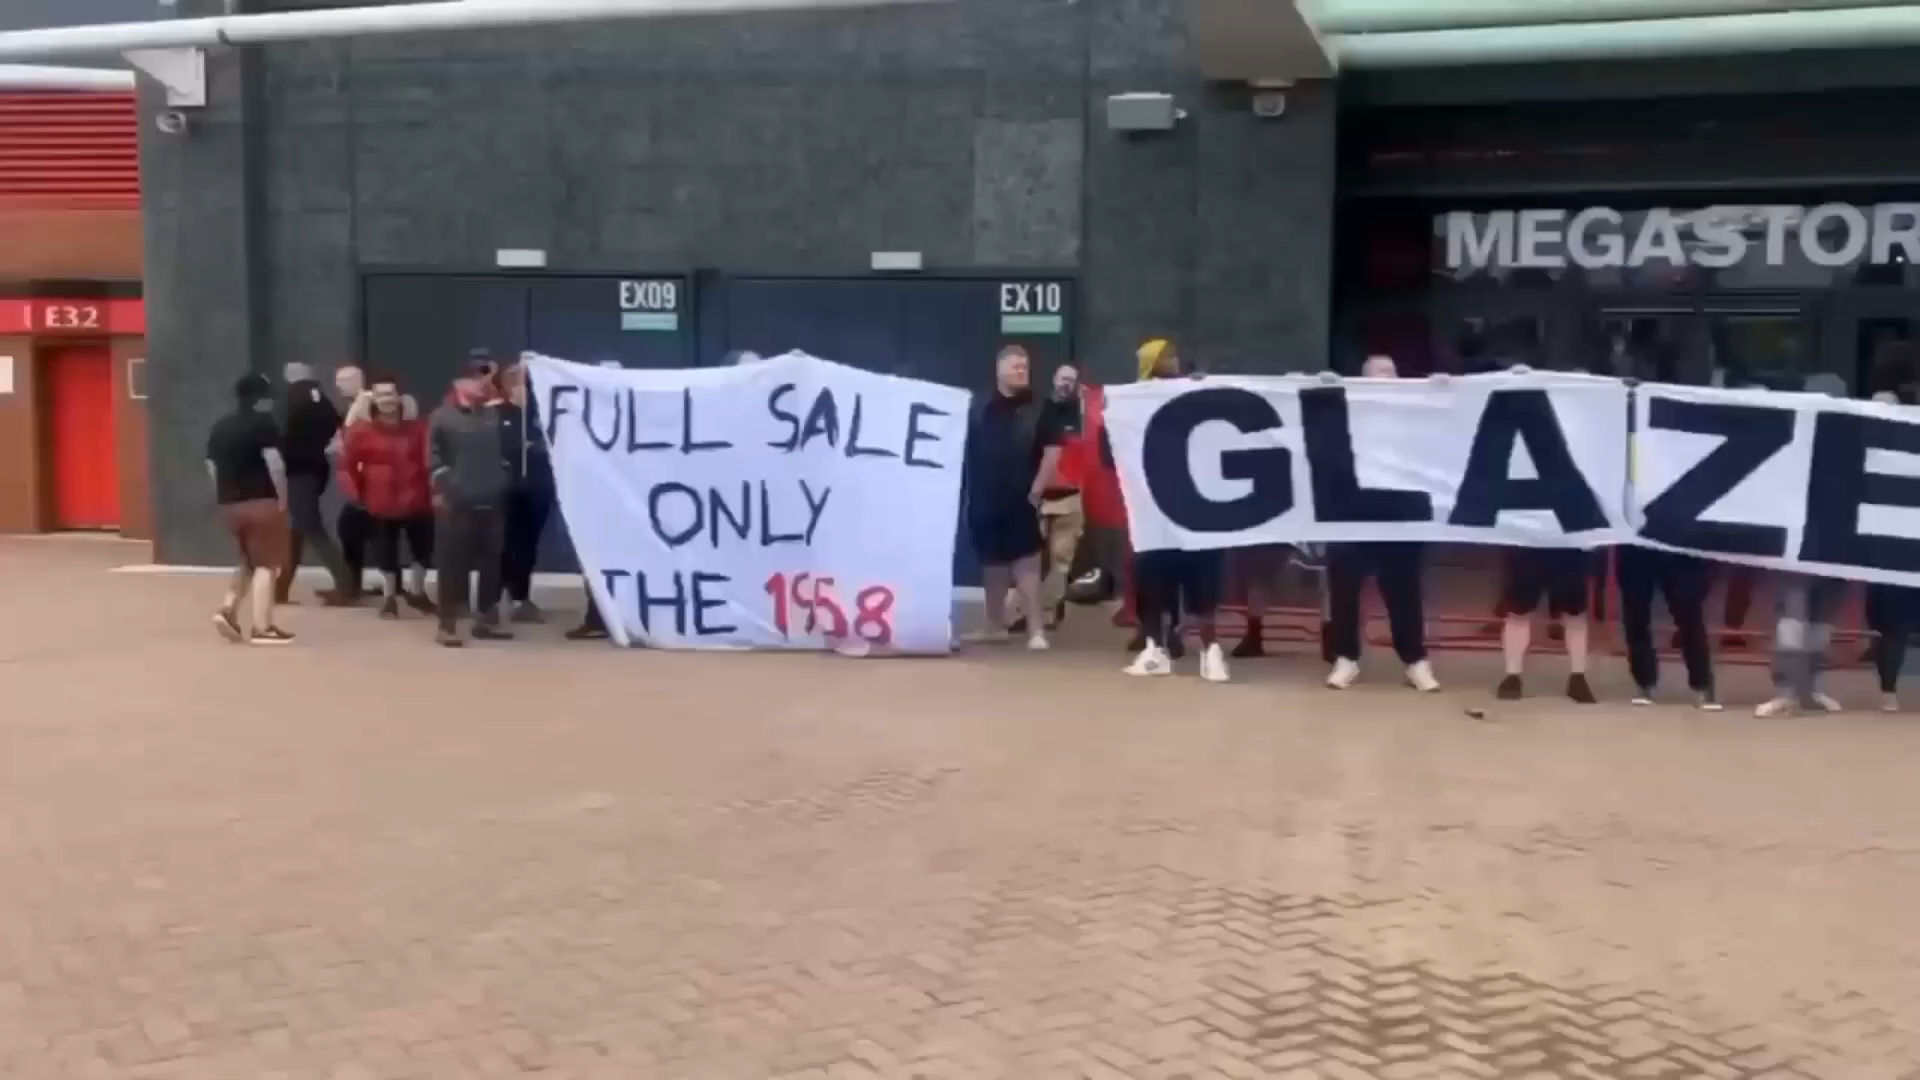 E32
EX09
EX10
MEGASTOR
FULL SALE
ONLY
THE 1958
GLAZE